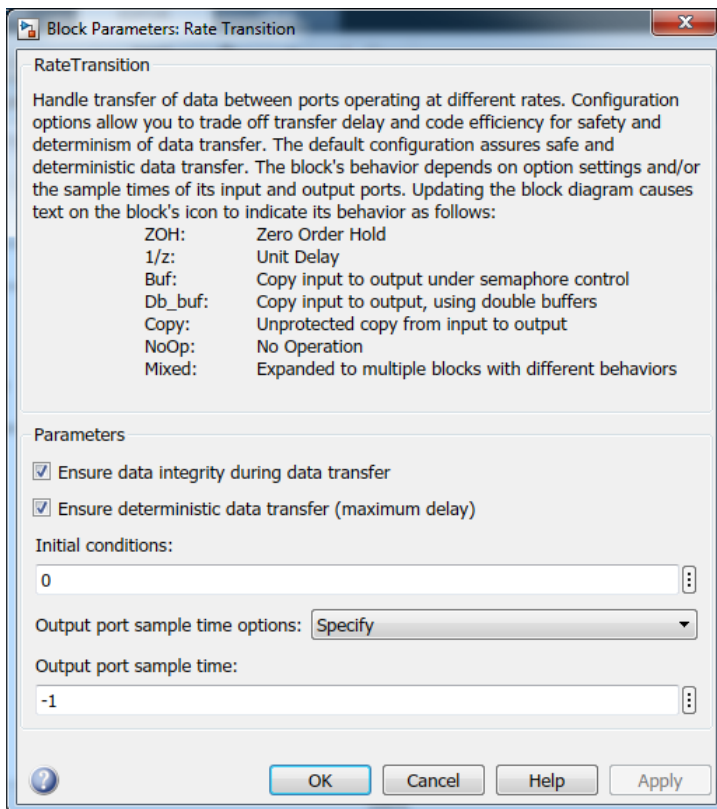 Block Parameters: Rate Transition
RateTransition
Handle transfer of data between ports operating at different rates. Configuration
options allow you to trade off transfer delay and code efficiency for safety and
determinism of data transfer. The default configuration assures safe and
deterministic data transfer. The block's behavior depends on option settings and/or
the sample times of its input and output ports. Updating the block diagram causes
text on the block's icon to indicate its behavior as follows:
ZOH: Zero Order Hold
1/z: Unit Delay
Buf: Copy input to output under semaphore control
Db_buf: Copy input to output, using double buffers
Copy: Unprotected copy from input to output
NoOp: No Operation
Mixed: Expanded to multiple blocks with different behaviors
Parameters
Ensure data integrity during data transfer
Ensure deterministic data transfer (maximum delay)
Initial conditions:
0
Output port sample time options: Specify
Output port sample time:
-1
OK Cancel Help Apply